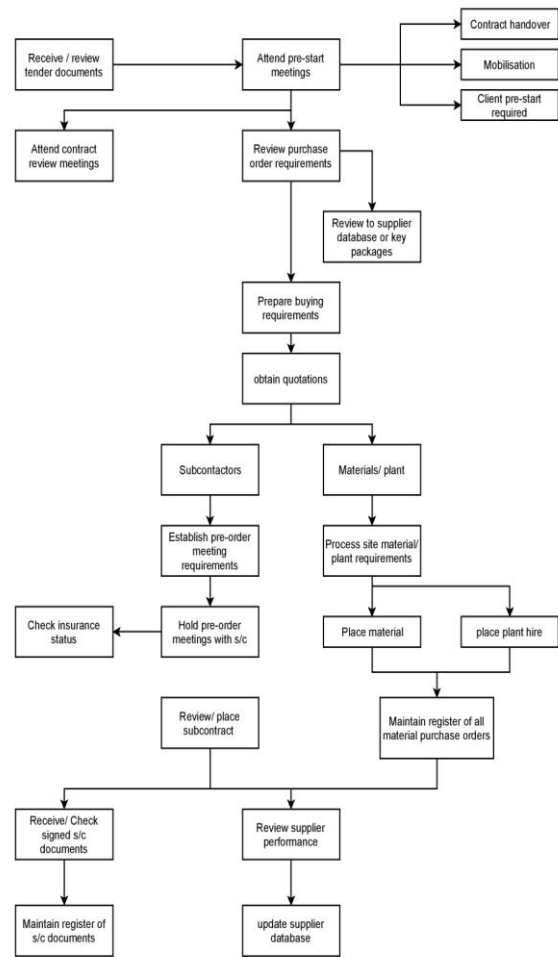 Contract handover
Receive / review
tender documents
Attend pre-start
meetings
Mobilisation
Client pre-start
required
Attend contract
review meetings
Review purchase
order requirements
Review to supplier
database or key
packages
Prepare buying
requirements
obtain quotations
Subcontactors
Materials/ plant
Establish pre-order
meeting
requirements
Process site material/
plant requirements
Check insurance
status
Hold pre-order
meetings with s/c
Place material
place plant hire
Review/ place
subcontract
Maintain register of all
material purchase orders
Receive/ Check
signed s/c
documents
Review supplier
performance
Maintain register of
s/c documents
update supplier
database